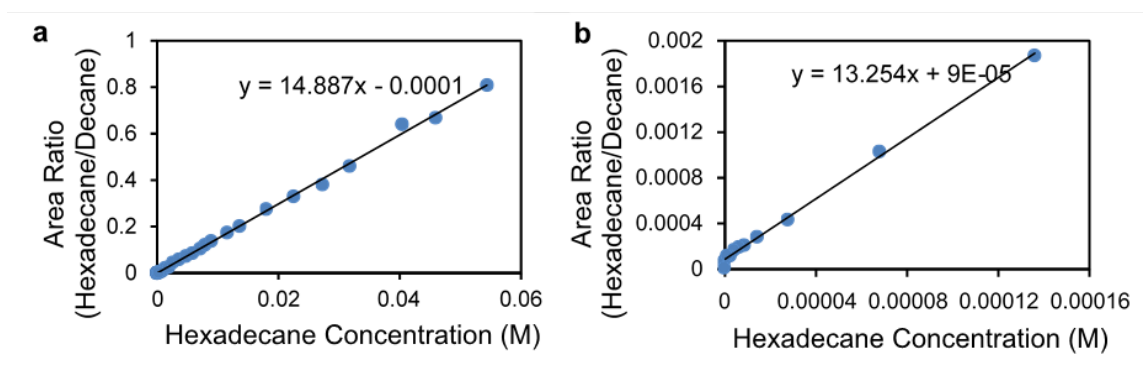 a
Area Ratio
(Hexadecane/Decane)
1
0.8
0.6
0.4
0.2
0
y = 14.887x - 0.0001
0 0.02 0.04 0.06
Hexadecane Concentration (M)
b
Area Ratio
(Hexadecane/Decane)
0.002
0.0016
0.0012
0.0008
0.0004
0
y = 13.254x + 9E-05
0 0.00004 0.00008 0.00012 0.00016
Hexadecane Concentration (M)